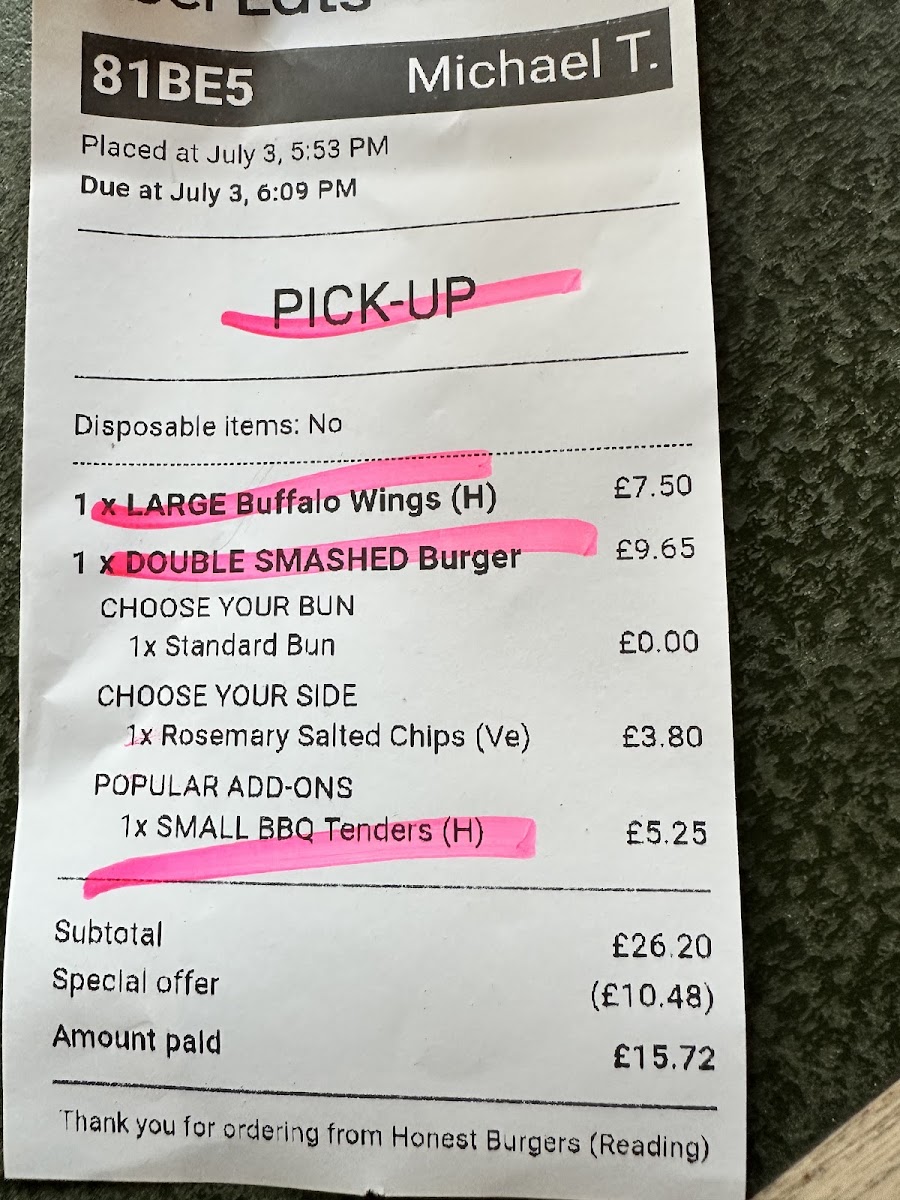 Eats
81BE5 Michael T.
Placed at July 3, 5:53 PM
Due at July 3, 6:09 PM
PICK-UP
Disposable items: No
1 x LARGE Buffalo Wings (H) £7.50
1 x DOUBLE SMASHED Burger £9.65
CHOOSE YOUR BUN
1x Standard Bun £0.00
CHOOSE YOUR SIDE
1x Rosemary Salted Chips (Ve) £3.80
POPULAR ADD-ONS
1x SMALL BBQ Tenders (H) £5.25
Subtotal £26.20
Special offer (£10.48)
Amount paid £15.72
Thank you for ordering from Honest Burgers (Reading)